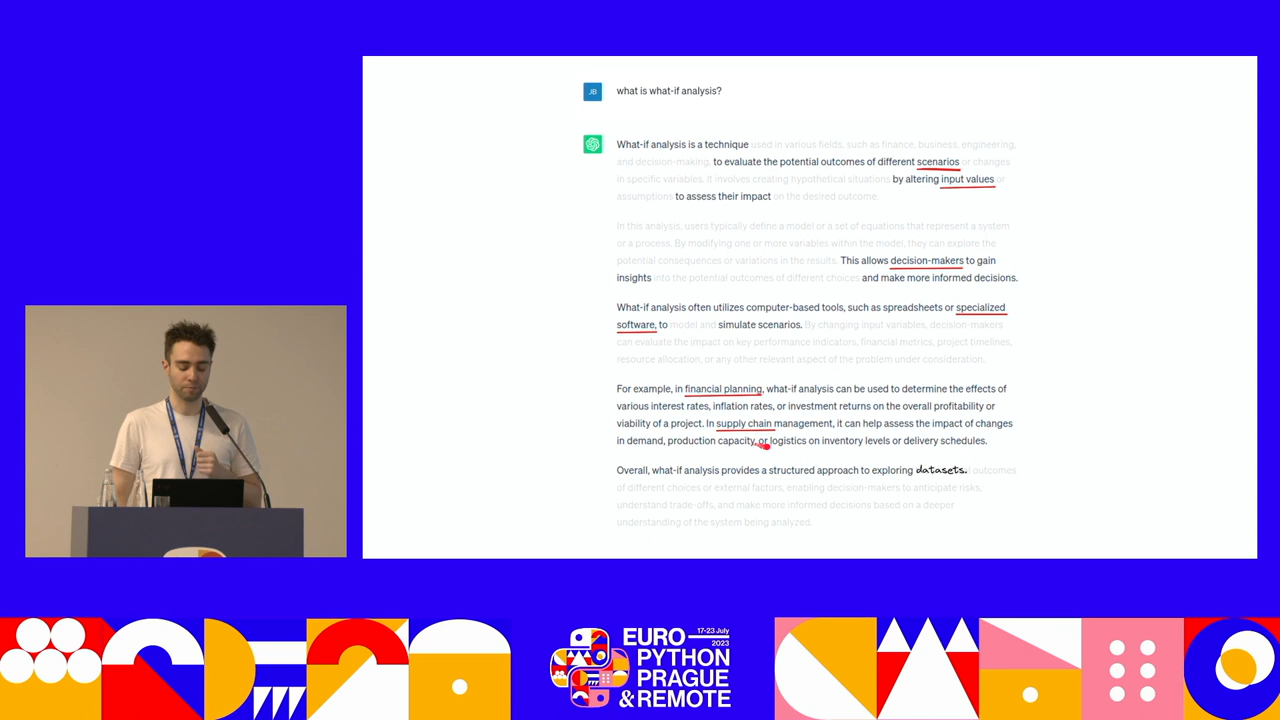 JB
what is what-if analysis?
What-if analysis is a technique used in various fields, such as finance, business, engineering,
and decision-making, to evaluate the potential outcomes of different scenarios or changes
in specific variables. It involves creating hypothetical situations by altering input values or
assumptions to assess their impact on the desired outcome.
In this analysis, users typically define a model or a set of equations that represent a system
or a process. By modifying one or more variables within the model, they can explore the
potential consequences or variations in the results. This allows decision-makers to gain
insights into the potential outcomes of different choices and make more informed decisions.
What-if analysis often utilizes computer-based tools, such as spreadsheets or specialized
software, to model and simulate scenarios. By changing input variables, decision-makers
can evaluate the impact on key performance indicators, financial metrics, project timelines,
resource allocation, or any other relevant aspect of the problem under consideration.
For example, in financial planning, what-if analysis can be used to determine the effects of
various interest rates, inflation rates, or investment returns on the overall profitability or
viability of a project. In supply chain management, it can help assess the impact of changes
in demand, production capacity, or logistics on inventory levels or delivery schedules.
Overall, what-if analysis provides a structured approach to exploring datasets. outcomes
of different choices or external factors, enabling decision-makers to anticipate risks,
understand trade-offs, and make more informed decisions based on a deeper
understanding of the system being analyzed.
EURO 17-23 July
2023
PYTHON
PRAGUE
& REMOTE